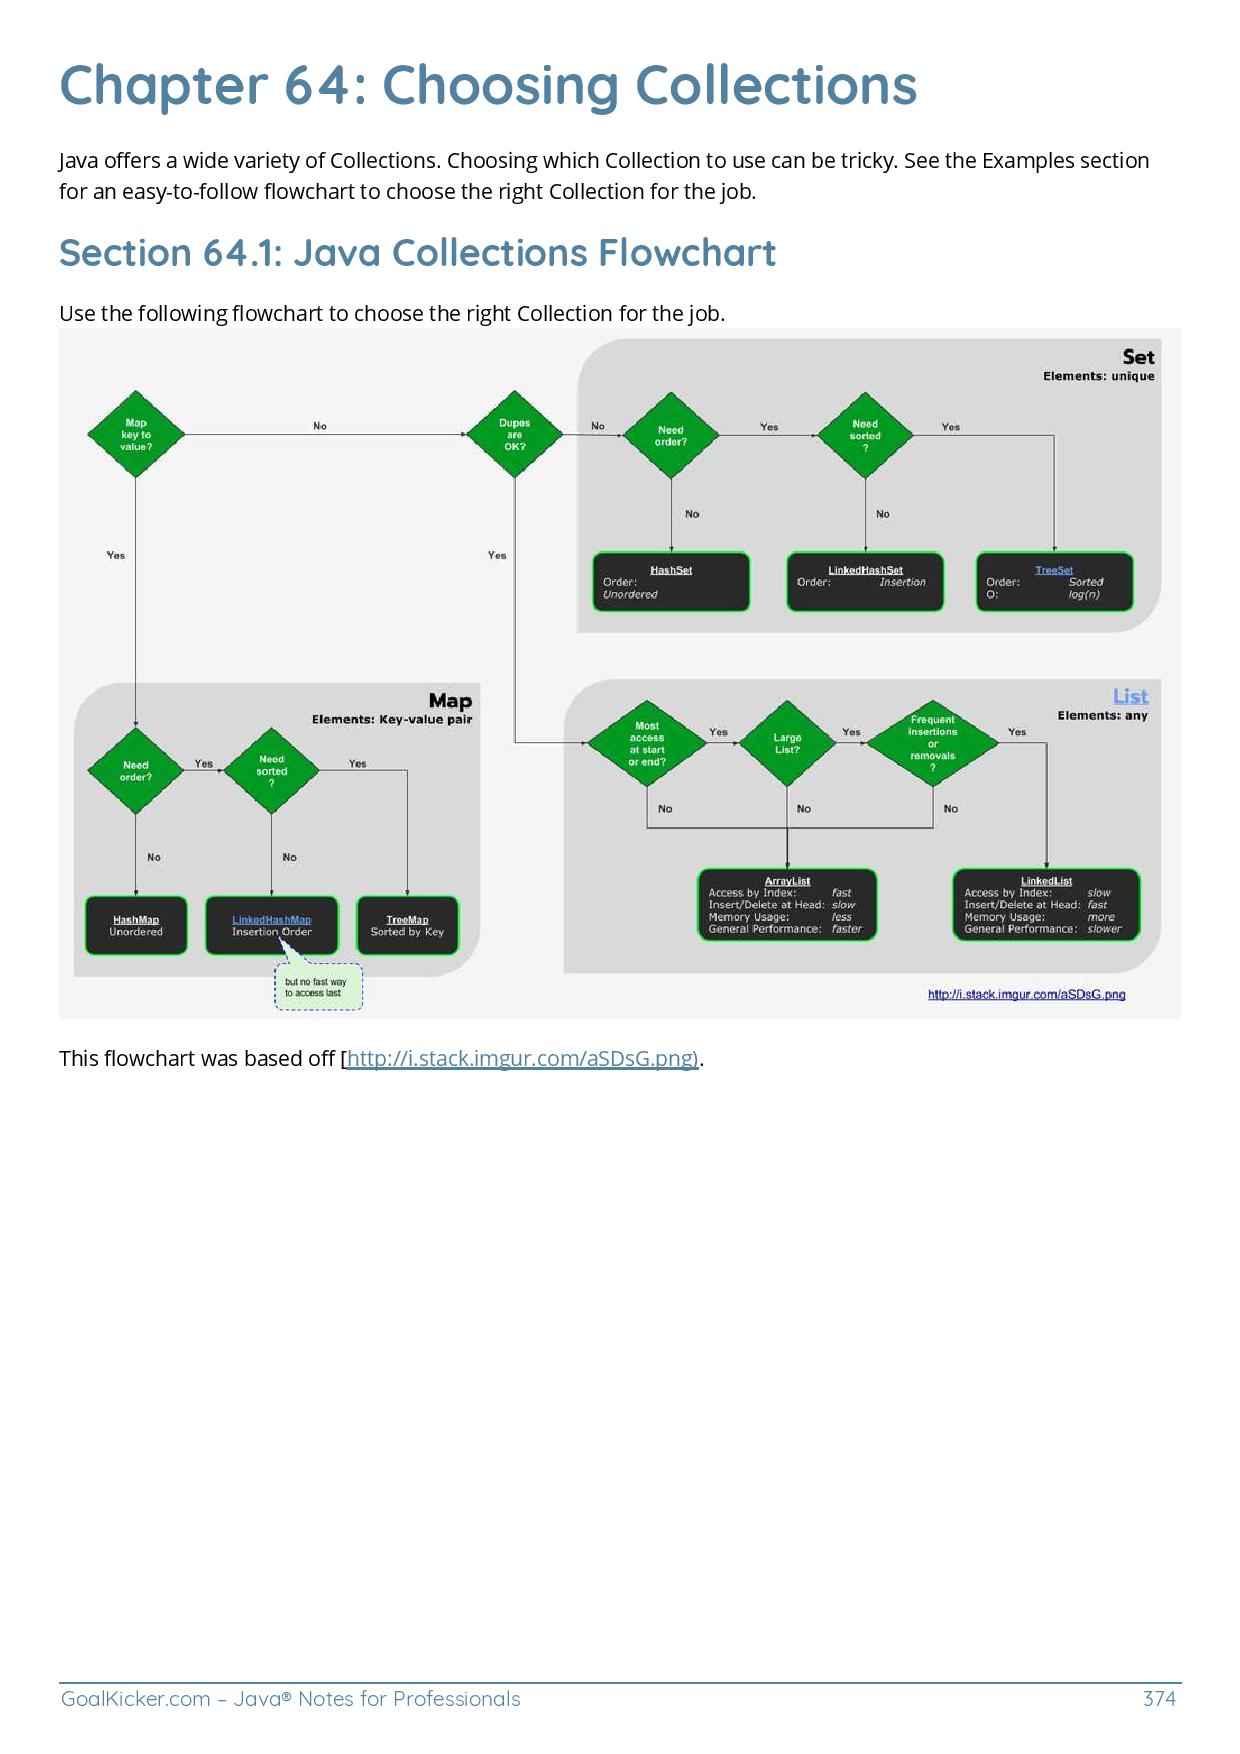 Chapter 64: Choosing Collections
Java offers a wide variety of Collections. Choosing which Collection to use can be tricky. See the Examples section
for an easy-to-follow flowchart to choose the right Collection for the job.
Section 64.1: Java Collections Flowchart
Use the following flowchart to choose the right Collection for the job.
Set
Elements: unique
Map
key to
value?
No
Dupes
are
OK?
No
Need
order?
Yes
Need
sorted
?
Yes
No
No
Yes
Yes
HashSet
Order:
Unordered
LinkedHashSet
Order: Insertion
TreeSet
Order: Sorted
O: log(n)
Map
Elements: Key-value pair
Need
order?
Yes
Need
sorted
?
Yes
No
No
HashMap
Unordered
LinkedHashMap
Insertion Order
TreeMap
Sorted by Key
but no fast way
to access last
List
Elements: any
Most
access
at start
or end?
Yes
Large
List?
Yes
Frequent
insertions
or
removals
?
Yes
No
No
No
ArrayList
Access by Index: fast
Insert/Delete at Head: slow
Memory Usage: less
General Performance: faster
LinkedList
Access by Index: slow
Insert/Delete at Head: fast
Memory Usage: more
General Performance: slower
http://i.stack.imgur.com/aSDsG.png
This flowchart was based off [http://i.stack.imgur.com/aSDsG.png).
GoalKicker.com – Java® Notes for Professionals 374